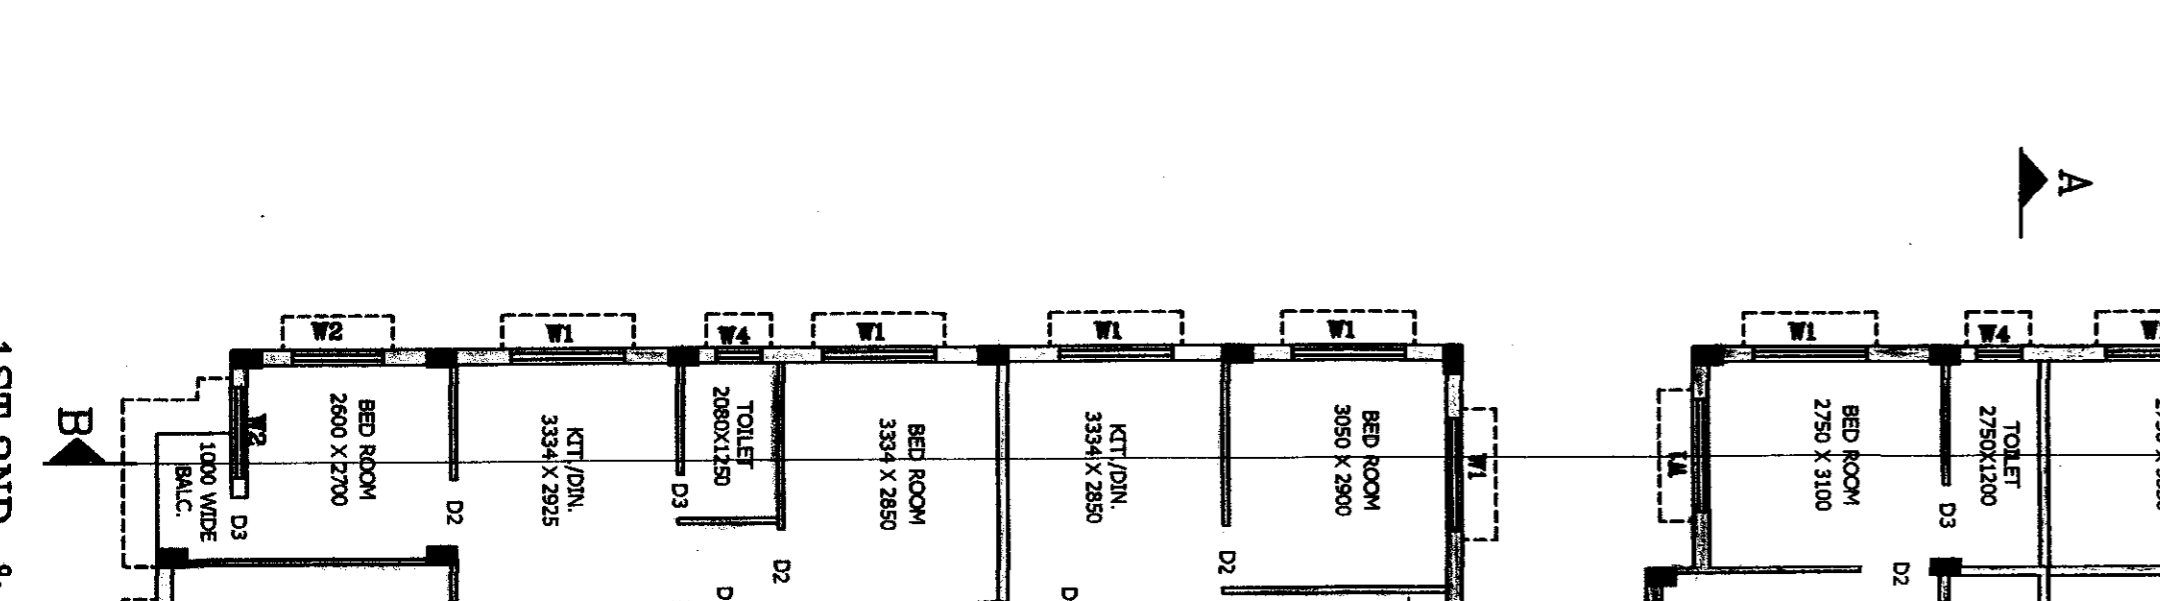 A
W2
W1
W4
W1
W1
W1
W1
W4
B
W2
1000 WIDE
BALC.
D3
BED ROOM
2600 X 2700
D2
KIT./DIN.
3334 X 2925
D3
TOILET
2080X1250
D2
BED ROOM
3334 X 2850
KIT./DIN.
3334 X 2850
D2
BED ROOM
3050 X 2900
W1
W1
BED ROOM
2750 X 3100
D2
D3
TOILET
2750X1200